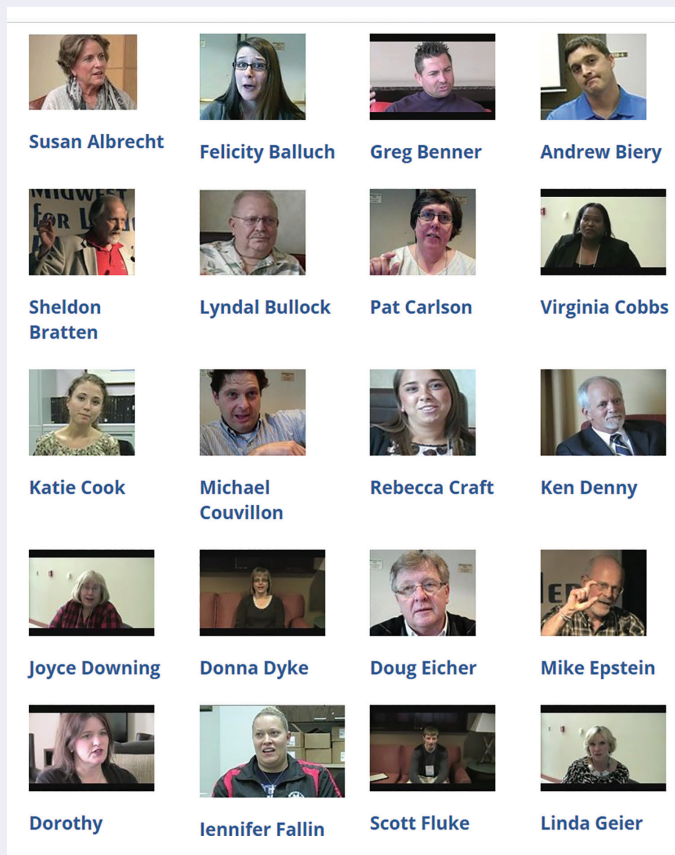 Susan Albrecht
Felicity Balluch
Greg Benner
Andrew Biery
MIDWEST
FOR
Sheldon
Bratten
Lyndal Bullock
Pat Carlson
Virginia Cobbs
Katie Cook
Michael
Couvillon
Rebecca Craft
Ken Denny
Joyce Downing
Donna Dyke
Doug Eicher
Mike Epstein
Dorothy
Jennifer Fallin
Scott Fluke
Linda Geier